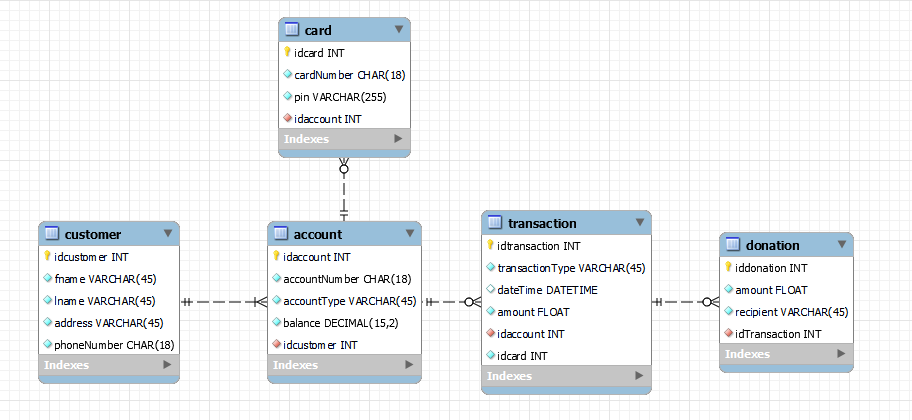 card
idcard INT
cardNumber CHAR(18)
pin VARCHAR(255)
idaccount INT
Indexes
customer
idcustomer INT
fname VARCHAR(45)
lname VARCHAR(45)
address VARCHAR(45)
phoneNumber CHAR(18)
Indexes
account
idaccount INT
accountNumber CHAR(18)
accountType VARCHAR(45)
balance DECIMAL(15,2)
idcustomer INT
Indexes
transaction
idtransaction INT
transactionType VARCHAR(45)
dateTime DATETIME
amount FLOAT
idaccount INT
idcard INT
Indexes
donation
iddonation INT
amount FLOAT
recipient VARCHAR(45)
idTransaction INT
Indexes